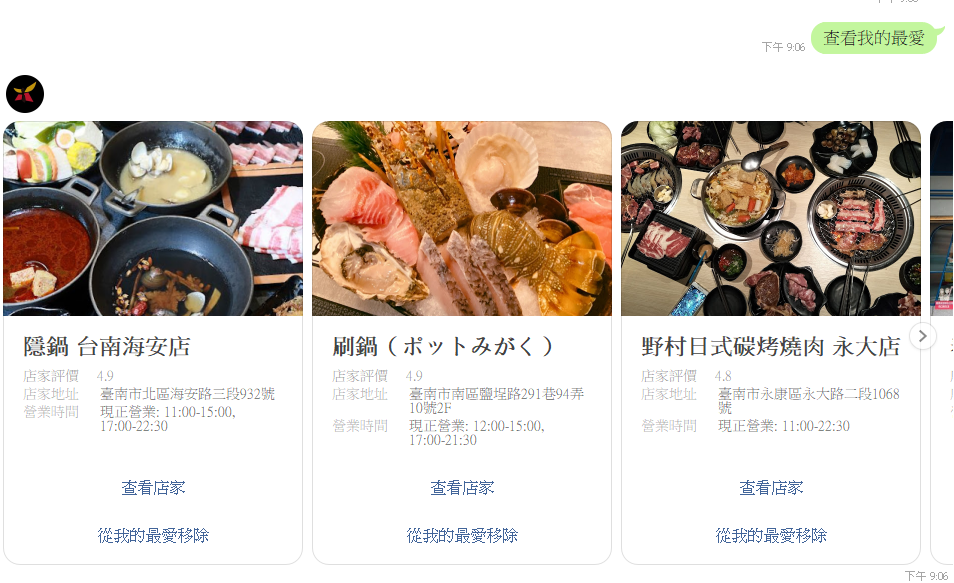 查看我的最愛
下午 9:06
隱鍋 台南海安店
店家評價 4.9
店家地址 臺南市北區海安路三段932號
營業時間 現正營業: 11:00-15:00,
17:00-22:30
查看店家
從我的最愛移除
刷鍋（ポットみがく）
店家評價 4.9
店家地址 臺南市南區鹽埕路291巷94弄
10號2F
營業時間 現正營業: 12:00-15:00,
17:00-21:30
查看店家
從我的最愛移除
野村日式碳烤燒肉 永大店
店家評價 4.8
店家地址 臺南市永康區永大路二段1068
號
營業時間 現正營業: 11:00-22:30
查看店家
從我的最愛移除
下午 9:06